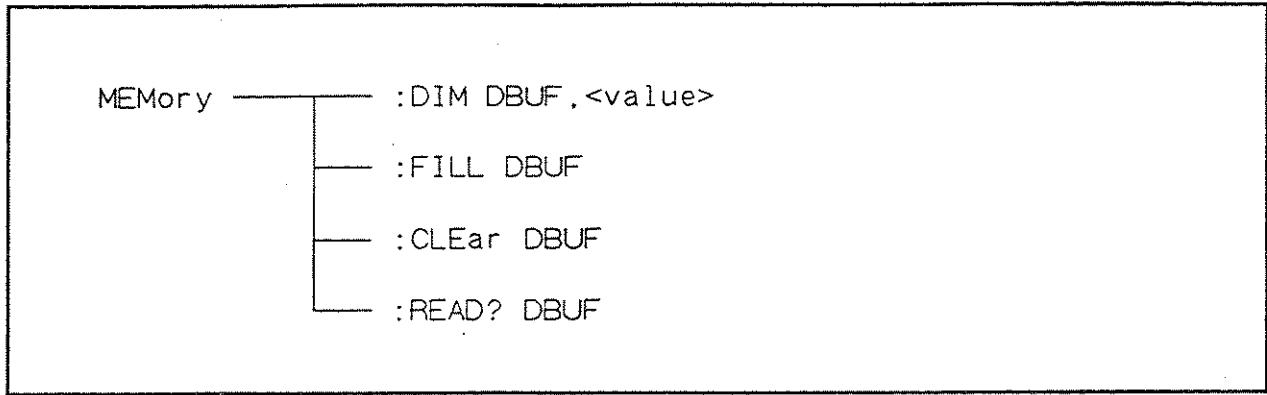 MEMory :DIM DBUF,<value>
:FILL DBUF
:CLEar DBUF
:READ? DBUF